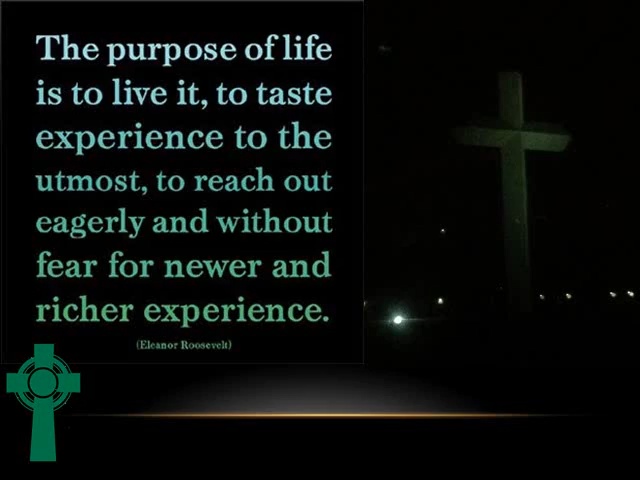 The purpose of life
is to live it, to taste
experience to the
utmost, to reach out
eagerly and without
fear for newer and
richer experience.
(Eleanor Roosevelt)